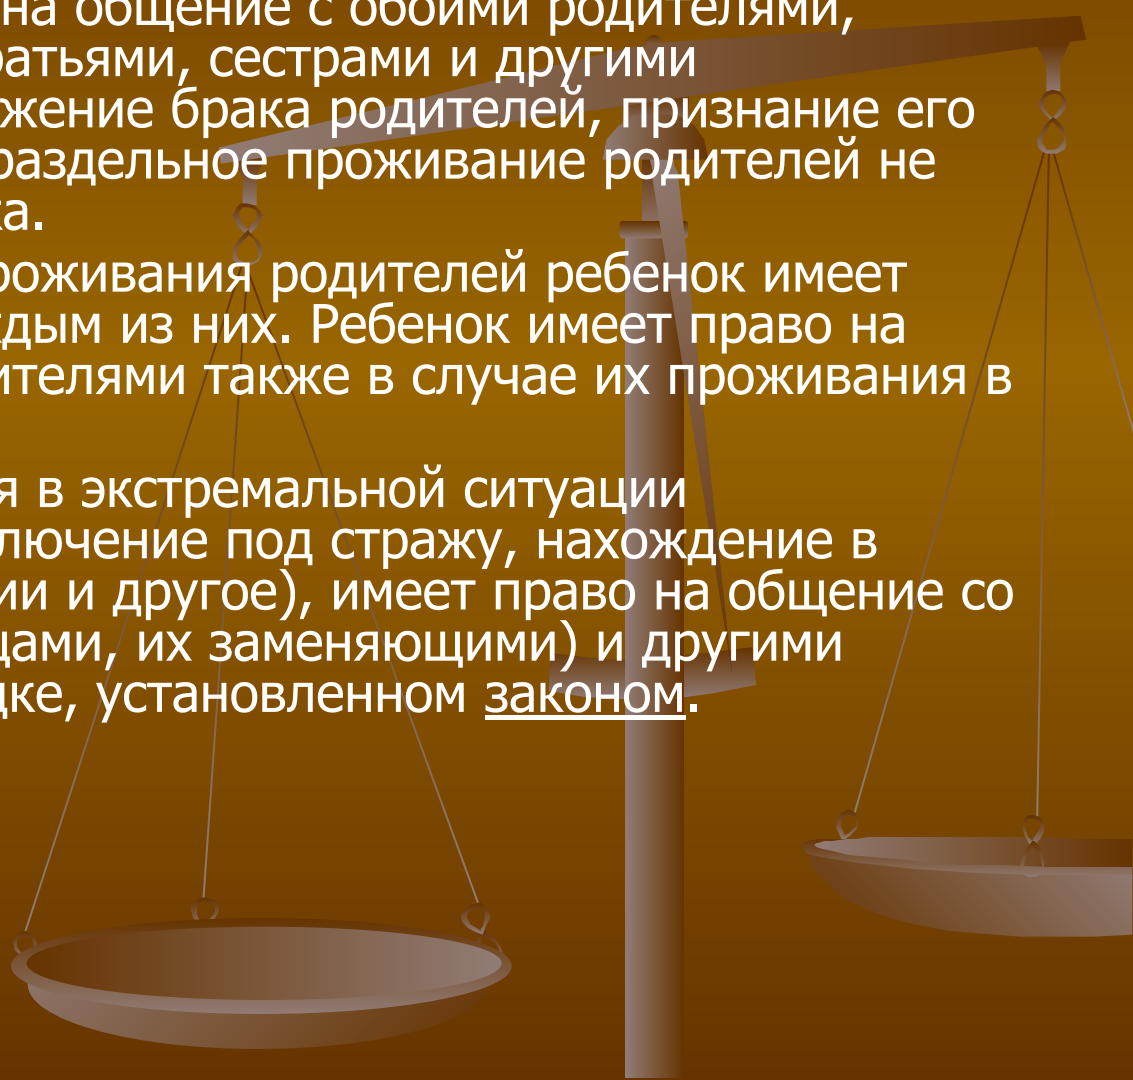 на общение с обоими родителями,
ратьями, сестрами и другими
жение брака родителей, признание его
раздельное проживание родителей не
ка.
роживания родителей ребенок имеет
ждым из них. Ребенок имеет право на
ителями также в случае их проживания в
я в экстремальной ситуации
лючение под стражу, нахождение в
ии и другое), имеет право на общение со
цами, их заменяющими) и другими
дке, установленном законом.